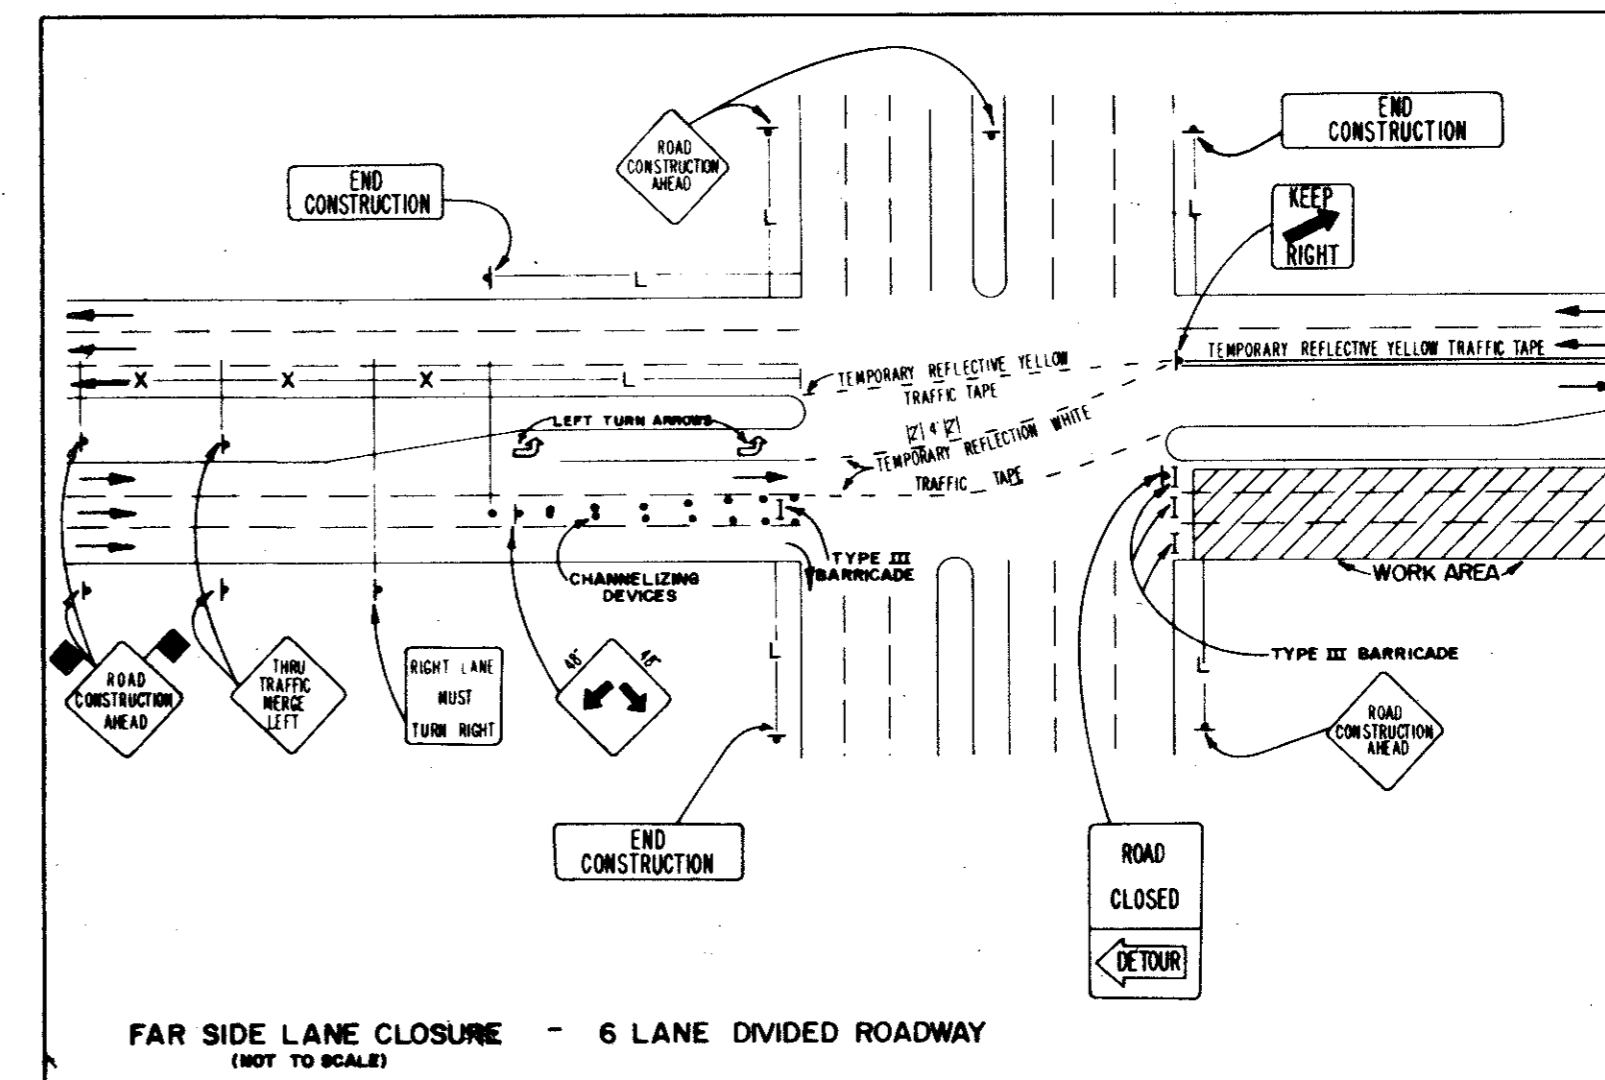 END
CONSTRUCTION
ROAD
CONSTRUCTION
AHEAD
END
CONSTRUCTION
KEEP
RIGHT
L
L
L
TEMPORARY REFLECTIVE YELLOW TRAFFIC TAPE
TEMPORARY REFLECTIVE YELLOW
TRAFFIC TAPE
X
X
X
L
LEFT TURN ARROWS
2' 4' 2'
TEMPORARY REFLECTION WHITE
TRAFFIC TAPE
CHANNELIZING
DEVICES
TYPE III
BARRICADE
WORK AREA
TYPE III BARRICADE
L
L
ROAD
CONSTRUCTION
AHEAD
THRU
TRAFFIC
MERGE
LEFT
RIGHT LANE
MUST
TURN RIGHT
48"
48"
ROAD
CONSTRUCTION
AHEAD
END
CONSTRUCTION
ROAD
CLOSED
DETOUR
FAR SIDE LANE CLOSURE - 6 LANE DIVIDED ROADWAY
(NOT TO SCALE)